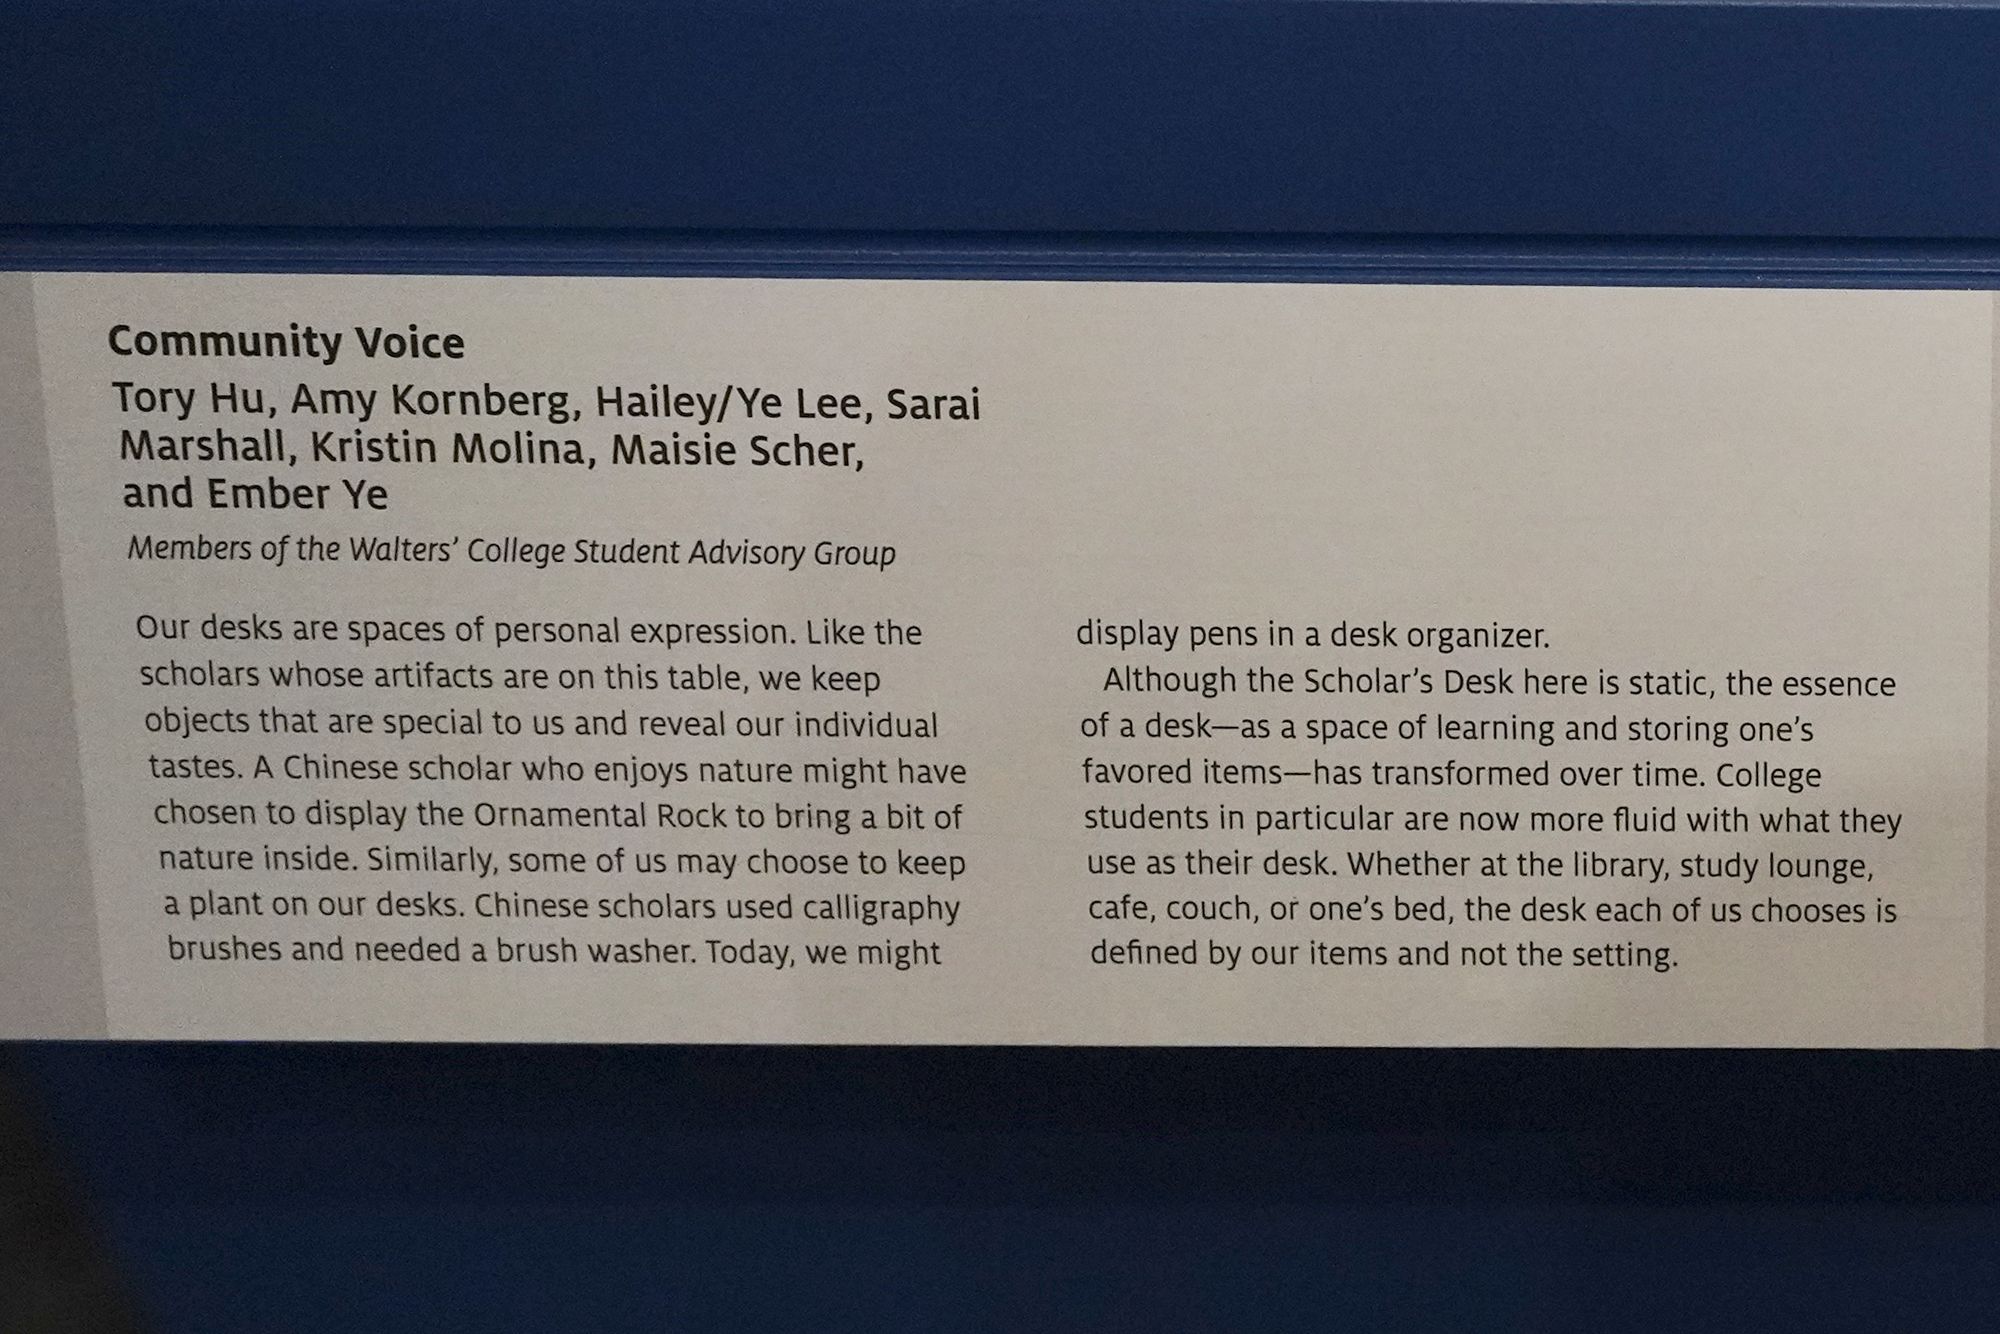 Community Voice
Tory Hu, Amy Kornberg, Hailey/Ye Lee, Sarai
Marshall, Kristin Molina, Maisie Scher,
and Ember Ye
Members of the Walters’ College Student Advisory Group
Our desks are spaces of personal expression. Like the
scholars whose artifacts are on this table, we keep
objects that are special to us and reveal our individual
tastes. A Chinese scholar who enjoys nature might have
chosen to display the Ornamental Rock to bring a bit of
nature inside. Similarly, some of us may choose to keep
a plant on our desks. Chinese scholars used calligraphy
brushes and needed a brush washer. Today, we might
display pens in a desk organizer.
Although the Scholar’s Desk here is static, the essence
of a desk—as a space of learning and storing one’s
favored items—has transformed over time. College
students in particular are now more fluid with what they
use as their desk. Whether at the library, study lounge,
cafe, couch, or one’s bed, the desk each of us chooses is
defined by our items and not the setting.